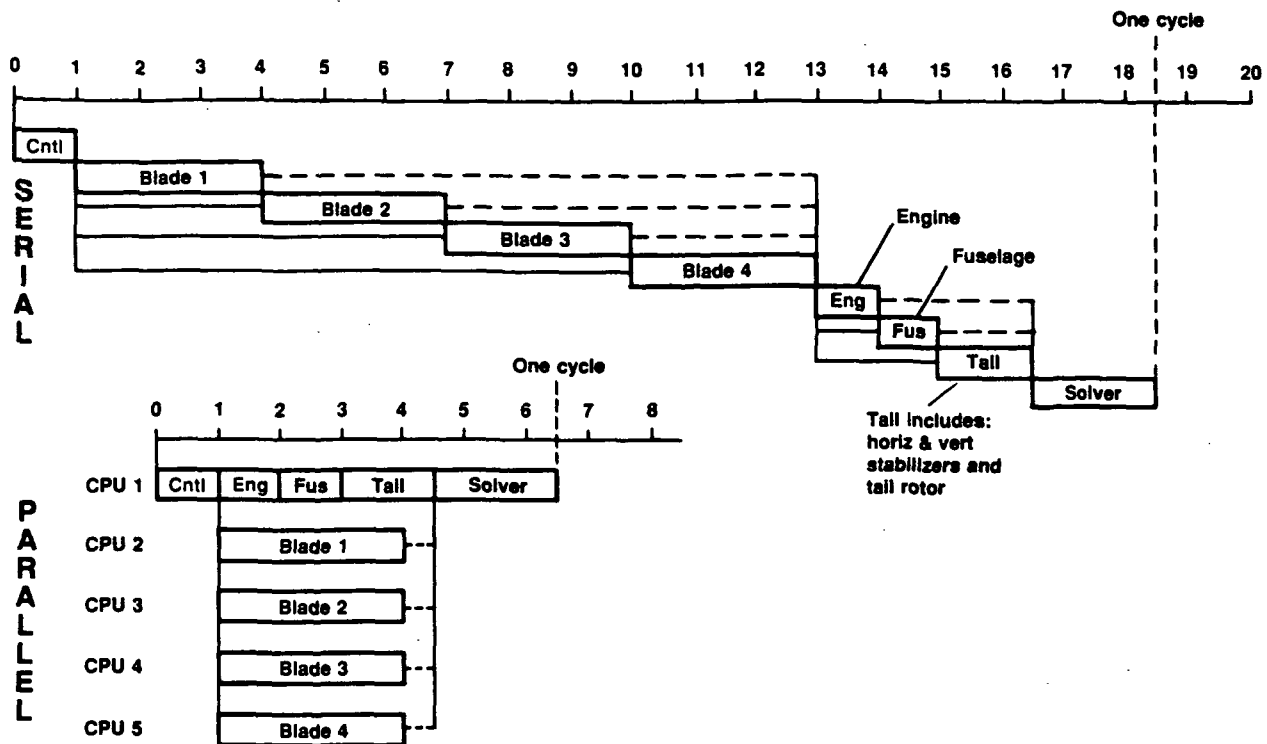 One cycle
0 1 2 3 4 5 6 7 8 9 10 11 12 13 14 15 16 17 18 19 20
SERIAL
Cntl
Blade 1
Blade 2
Blade 3
Blade 4
Engine
Fuselage
Eng
Fus
Tail
Solver
Tail includes:
horiz & vert
stabilizers and
tail rotor
One cycle
0 1 2 3 4 5 6 7 8
PARALLEL
CPU 1 Cntl Eng Fus Tail Solver
CPU 2 Blade 1
CPU 3 Blade 2
CPU 4 Blade 3
CPU 5 Blade 4